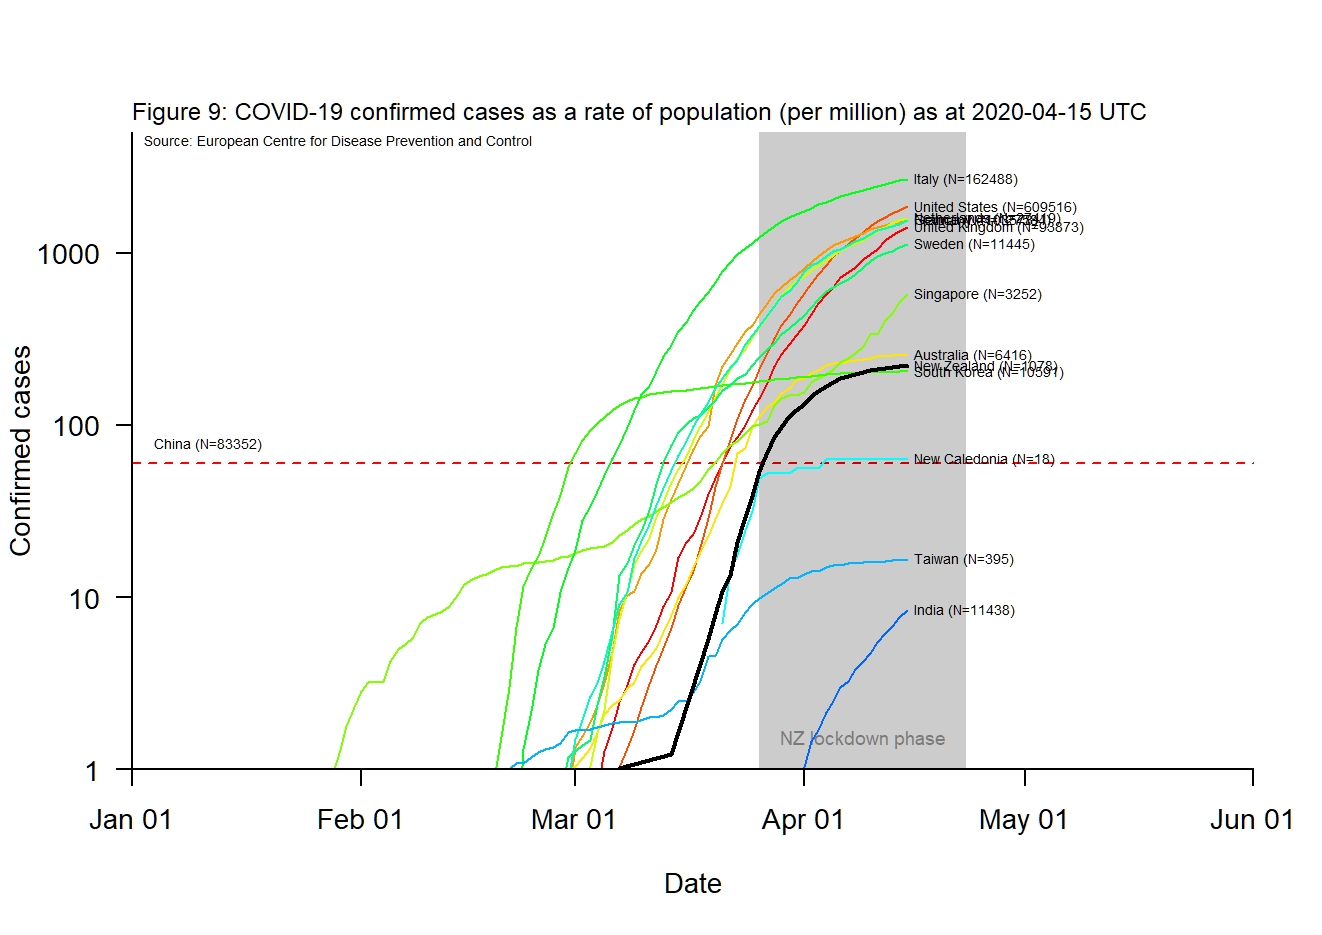 Figure 9: COVID-19 confirmed cases as a rate of population (per million) as at 2020-04-15 UTC
Source: European Centre for Disease Prevention and Control
Italy (N=162488)
United States (N=609516)
United Kingdom (N=93873)
Sweden (N=11445)
Singapore (N=3252)
Australia (N=6416)
New Zealand (N=1078)
South Korea (N=10591)
China (N=83352)
New Caledonia (N=18)
Taiwan (N=395)
India (N=11438)
NZ lockdown phase
Confirmed cases
1000
100
10
1
Jan 01
Feb 01
Mar 01
Apr 01
May 01
Jun 01
Date